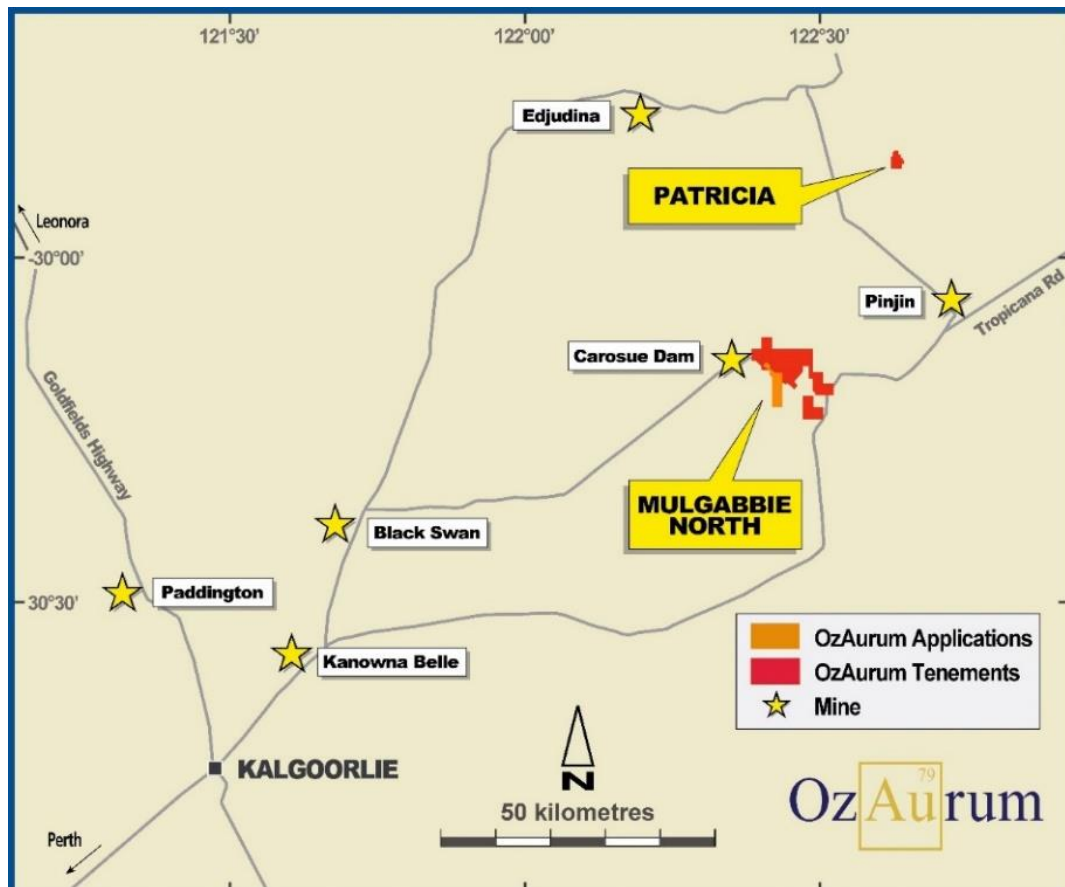 121°30'
122°00'
122°30'
Edjudina
PATRICIA
Leonora
-30°00'
Pinjin
Tropicana Rd
Carosue Dam
Goldfields Highway
MULGABBIE
NORTH
Black Swan
Paddington
-30°30'
Kanowna Belle
OzAurum Applications
OzAurum Tenements
Mine
KALGOORLIE
N
50 kilometres
79
OzAurum
Perth